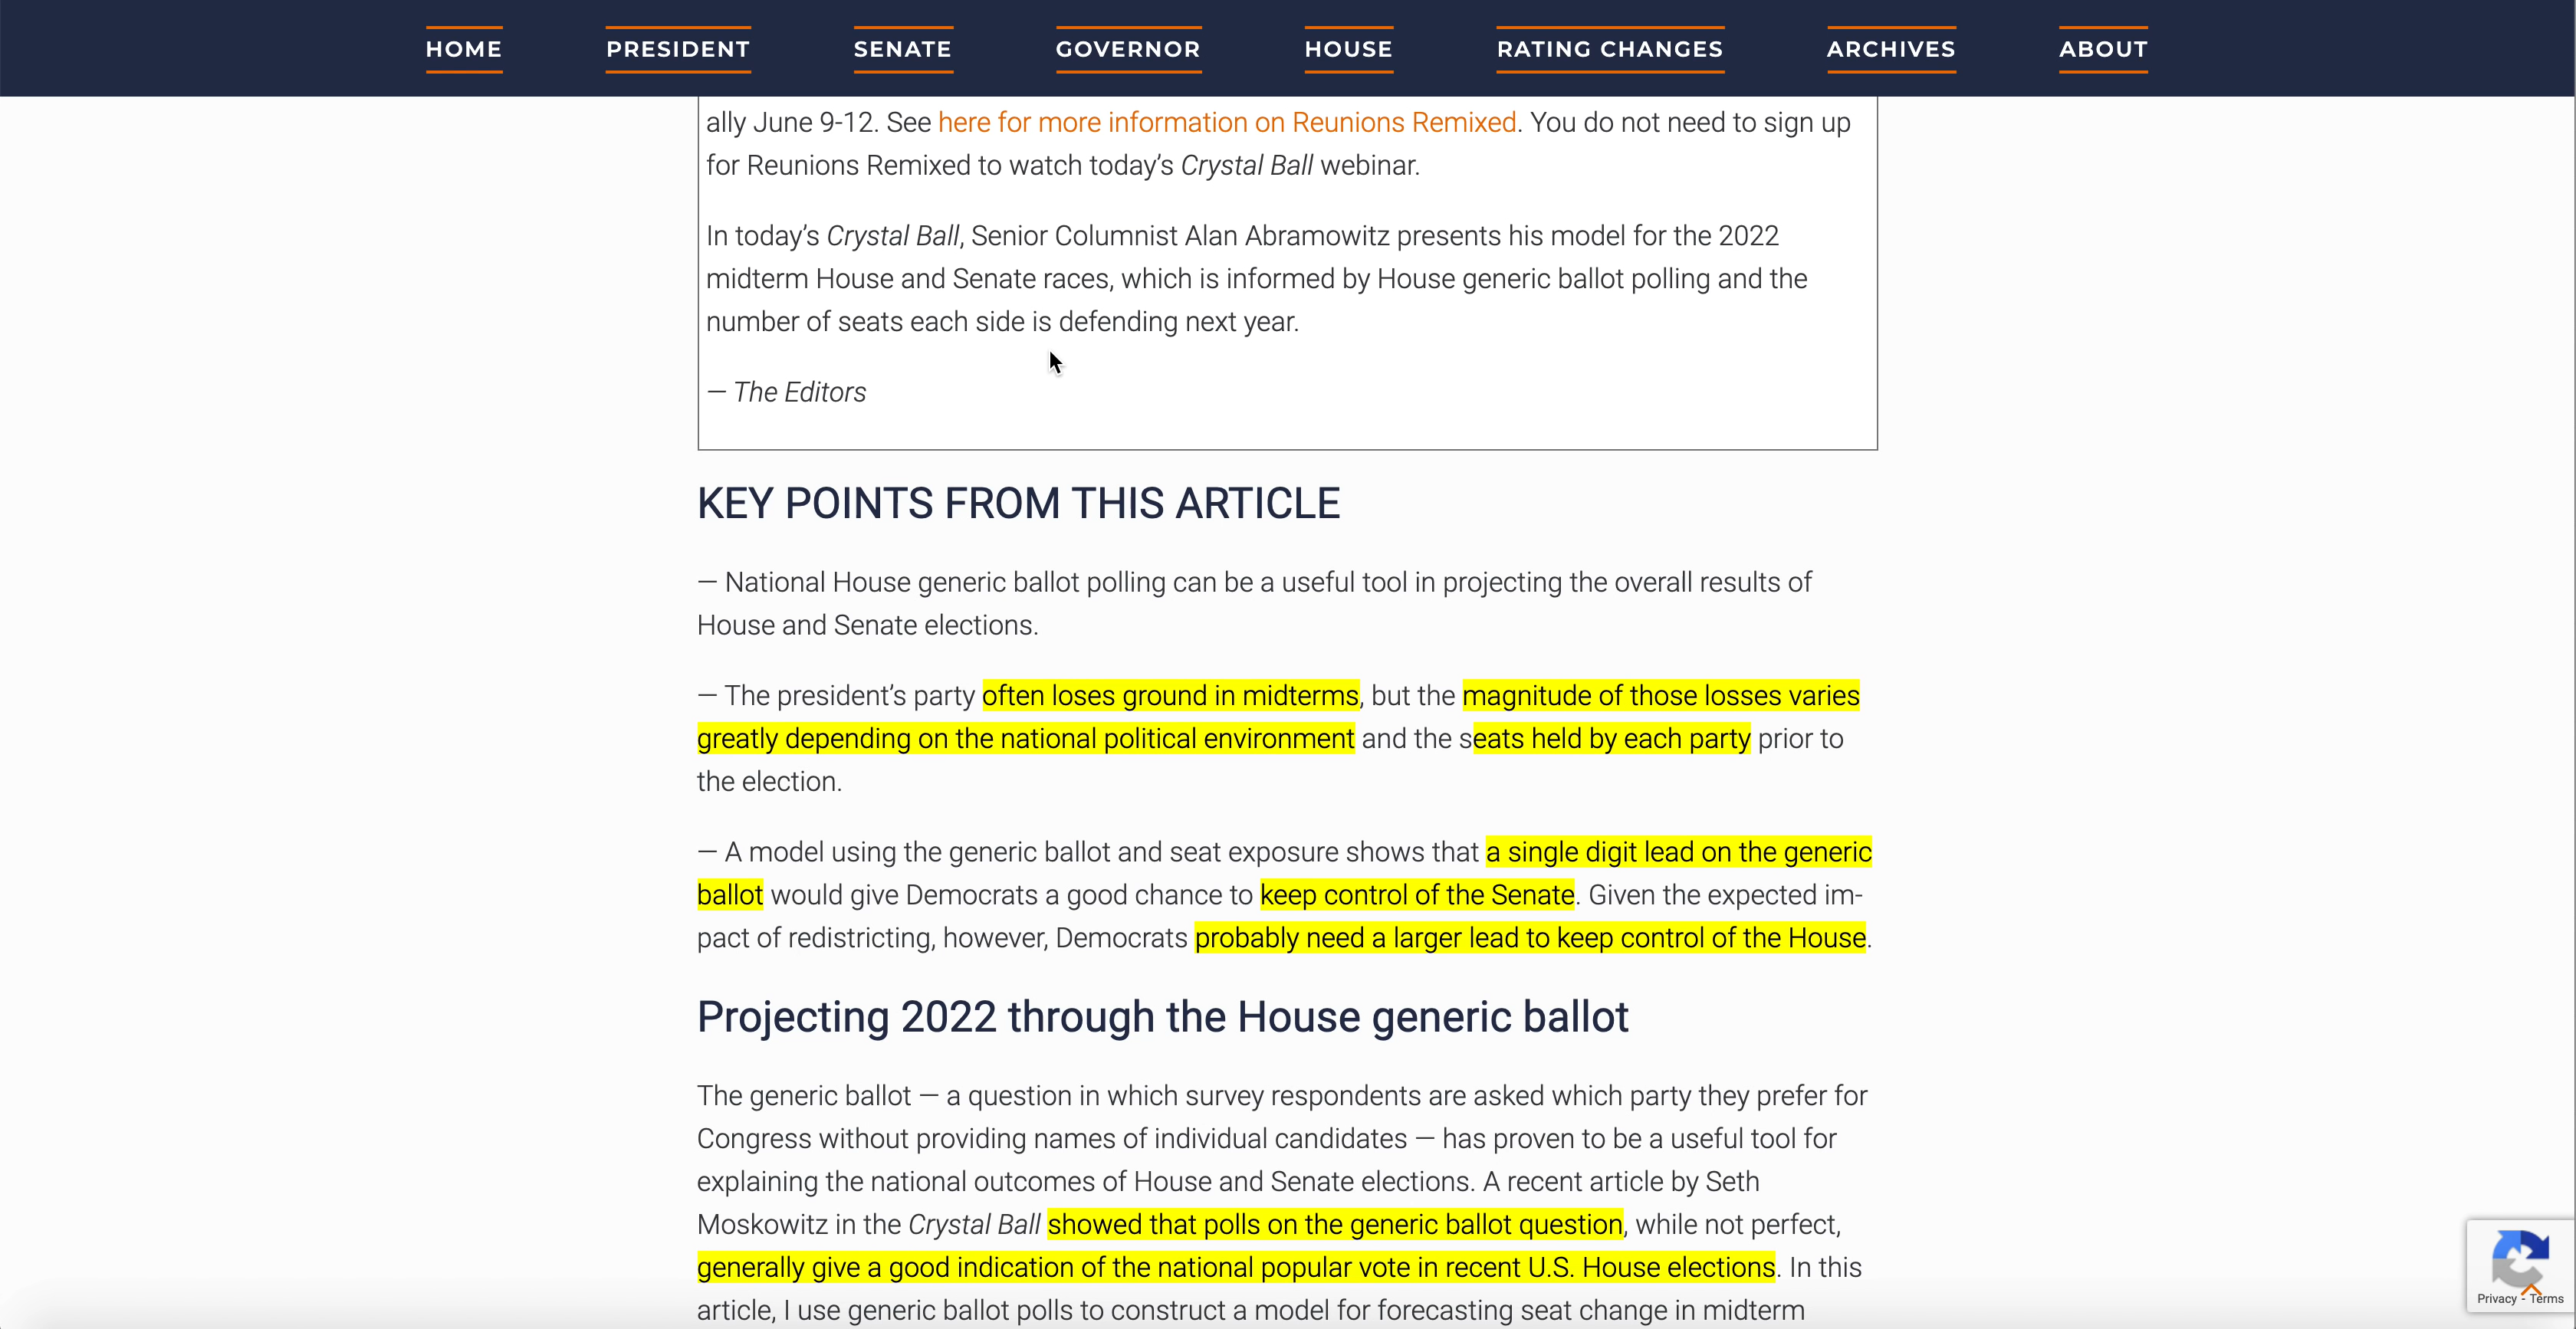 HOME PRESIDENT SENATE GOVERNOR HOUSE RATING CHANGES ARCHIVES ABOUT
ally June 9-12. See here for more information on Reunions Remixed. You do not need to sign up
for Reunions Remixed to watch today’s Crystal Ball webinar.
In today’s Crystal Ball, Senior Columnist Alan Abramowitz presents his model for the 2022
midterm House and Senate races, which is informed by House generic ballot polling and the
number of seats each side is defending next year.
— The Editors
KEY POINTS FROM THIS ARTICLE
— National House generic ballot polling can be a useful tool in projecting the overall results of
House and Senate elections.
— The president’s party often loses ground in midterms, but the magnitude of those losses varies
greatly depending on the national political environment and the seats held by each party prior to
the election.
— A model using the generic ballot and seat exposure shows that a single digit lead on the generic
ballot would give Democrats a good chance to keep control of the Senate. Given the expected im-
pact of redistricting, however, Democrats probably need a larger lead to keep control of the House.
Projecting 2022 through the House generic ballot
The generic ballot — a question in which survey respondents are asked which party they prefer for
Congress without providing names of individual candidates — has proven to be a useful tool for
explaining the national outcomes of House and Senate elections. A recent article by Seth
Moskowitz in the Crystal Ball showed that polls on the generic ballot question, while not perfect,
generally give a good indication of the national popular vote in recent U.S. House elections. In this
article, I use generic ballot polls to construct a model for forecasting seat change in midterm
Privacy - Terms